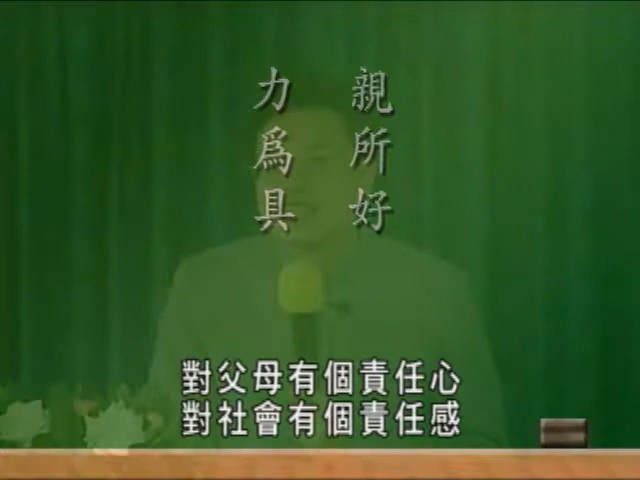 親所好
力爲具
對父母有個責任心
對社會有個責任感